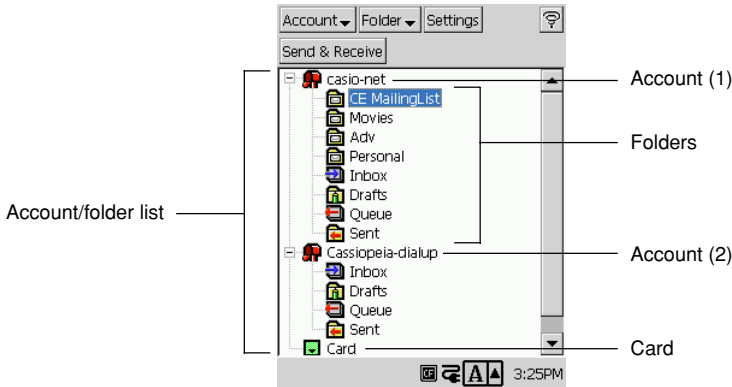 Account Folder Settings
Send & Receive
casio-net
Account (1)
CE MailingList
Movies
Folders
Adv
Personal
Inbox
Drafts
Account/folder list
Queue
Sent
Cassiopeia-dialup
Account (2)
Inbox
Drafts
Queue
Sent
Card
Card
CF A 3:25PM